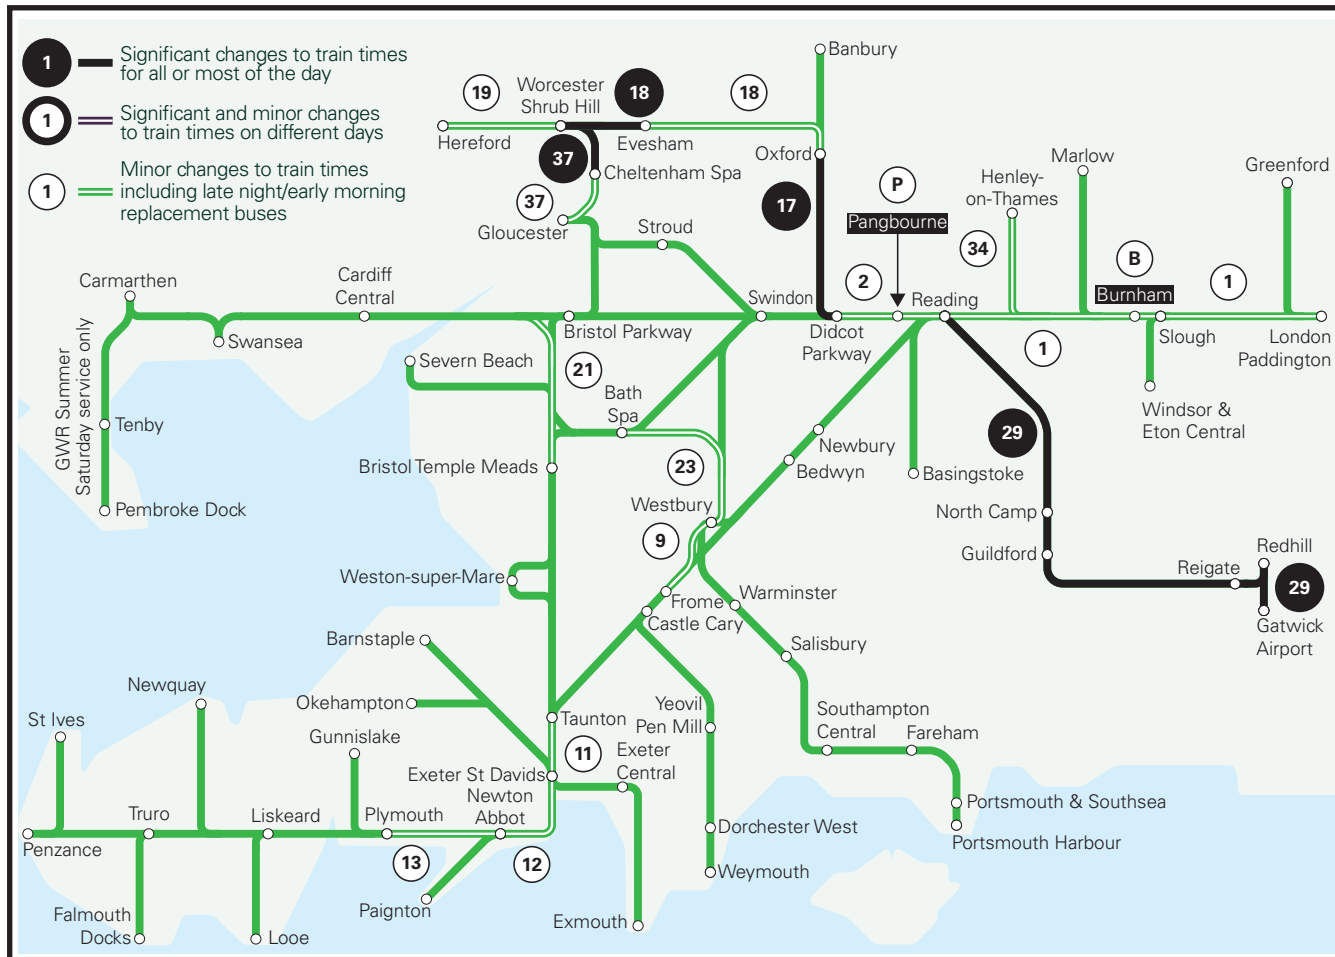 1
Significant changes to train times
for all or most of the day
1
Significant and minor changes
to train times on different days
1
Minor changes to train times
including late night/early morning
replacement buses
Banbury
19
Worcester
Shrub Hill
18
18
Hereford
Evesham
Oxford
37
Cheltenham Spa
37
Gloucester
Stroud
17
P
Pangbourne
Marlow
Henley-
on-Thames
34
Greenford
B
Burnham
1
Carmarthen
Cardiff
Central
Swindon
2
Reading
Swansea
Bristol Parkway
Didcot
Parkway
1
Slough
London
Paddington
GWR Summer
Saturday service only
Severn Beach
21
Bath
Spa
Tenby
Windsor &
Eton Central
29
Newbury
Bedwyn
Basingstoke
Bristol Temple Meads
23
Pembroke Dock
Westbury
North Camp
9
Guildford
Redhill
Reigate
29
Gatwick
Airport
Weston-super-Mare
Frome
Castle Cary
Warminster
Barnstaple
Salisbury
Newquay
Okehampton
St Ives
Taunton
Yeovil
Pen Mill
Southampton
Central
Fareham
Gunnislake
11
Exeter
Central
Exeter St Davids
Newton
Abbot
Truro
Liskeard
Plymouth
Portsmouth & Southsea
Penzance
Dorchester West
Portsmouth Harbour
13
12
Weymouth
Paignton
Falmouth
Docks
Looe
Exmouth